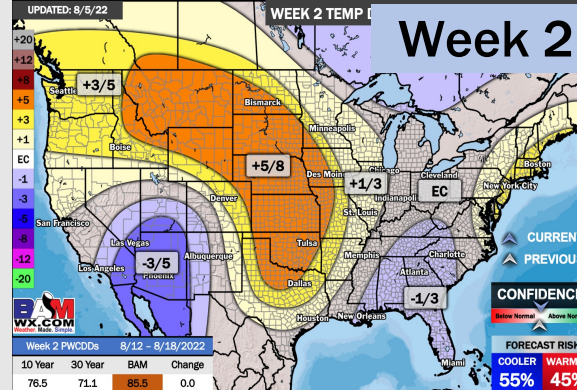 UPDATED: 8/5/22
WEEK 2 TEMP D
Week 2
+20
+12
+8
+5
+3
+1
EC
-1
-3
-5
-8
-12
-20
Seattle
+3/5
Bismarck
Minneapolis
Boise
+5/8
Des Moin
+1/3
Chicago
Cleveland
Indianapoli
EC
Boston
New York City
Denver
St. Louis
San Francisco
Las Vegas
Los Angeles
-3/5
Phoenix
Albuquerque
Tulsa
Memphis
Charlotte
Atlanta
-1/3
Dallas
Houston
New Orleans
Miami
CURREN
PREVIOU
CONFIDENC
Below Normal
Above Nor
FORECAST RISK
COOLER
WARM
55%
45%
BAM
WX.COM
Weather. Made. Simple.
Week 2 PWCDDs
8/12 – 8/18/2022
10 Year
30 Year
BAM
Change
76.5
71.1
85.5
0.0